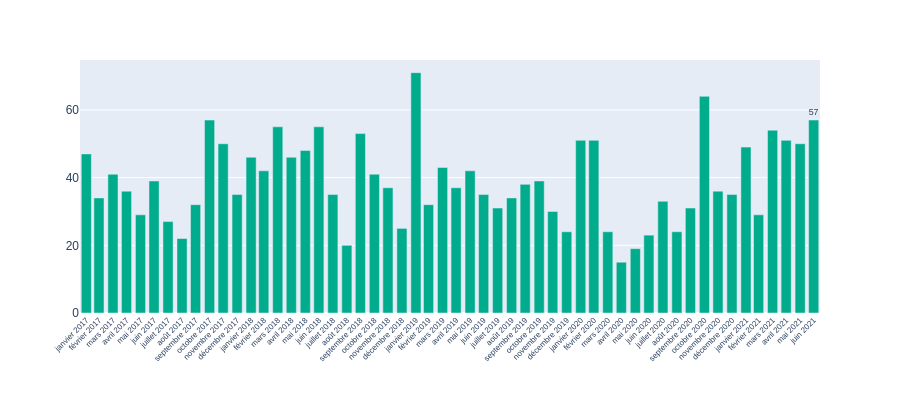 60
40
20
0
57
janvier 2017
février 2017
mars 2017
avril 2017
mai 2017
juin 2017
juillet 2017
août 2017
septembre 2017
octobre 2017
novembre 2017
décembre 2017
janvier 2018
février 2018
mars 2018
avril 2018
mai 2018
juin 2018
juillet 2018
août 2018
septembre 2018
octobre 2018
novembre 2018
décembre 2018
janvier 2019
février 2019
mars 2019
avril 2019
mai 2019
juin 2019
juillet 2019
août 2019
septembre 2019
octobre 2019
novembre 2019
décembre 2019
janvier 2020
février 2020
mars 2020
avril 2020
mai 2020
juin 2020
juillet 2020
août 2020
septembre 2020
octobre 2020
novembre 2020
décembre 2020
janvier 2021
février 2021
mars 2021
avril 2021
mai 2021
juin 2021